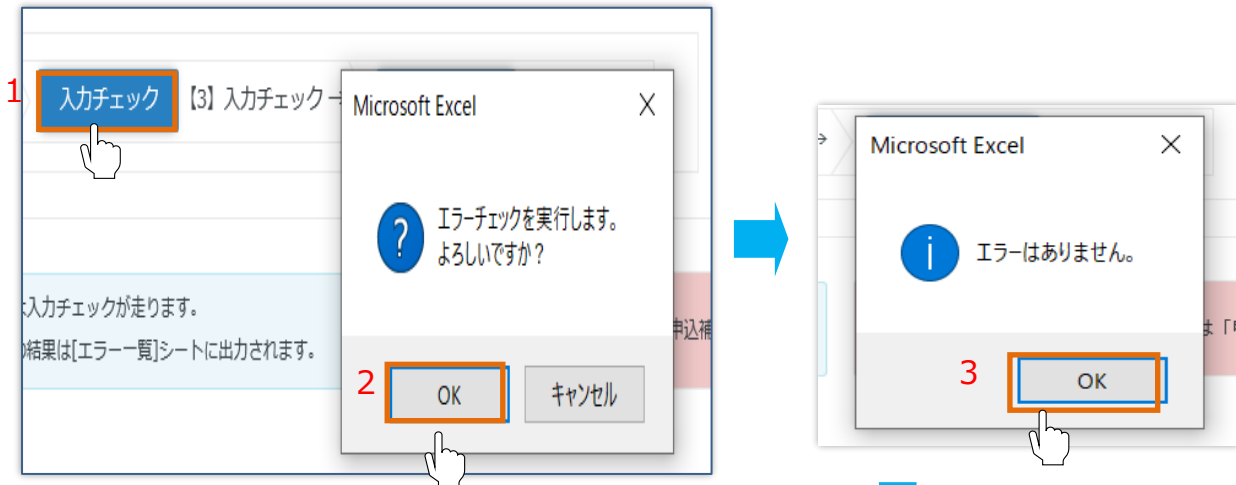 1
入力チェック
【3】入力チェック→
Microsoft Excel
X
?
エラーチェックを実行します。
よろしいですか？
入力チェックが走ります。
結果は[エラー一覧]シートに出力されます。
申込補
2
OK
キャンセル
→
Microsoft Excel
i
エラーはありません。
は「
3
OK